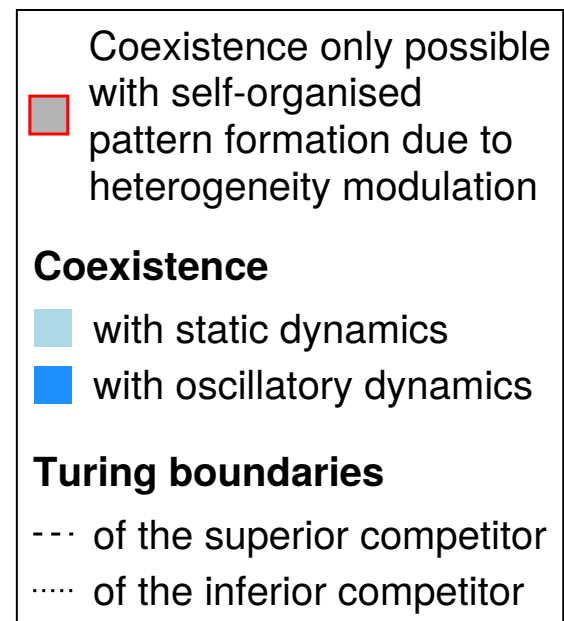 Coexistence only possible
with self-organised
pattern formation due to
heterogeneity modulation
Coexistence
with static dynamics
with oscillatory dynamics
Turing boundaries
of the superior competitor
of the inferior competitor